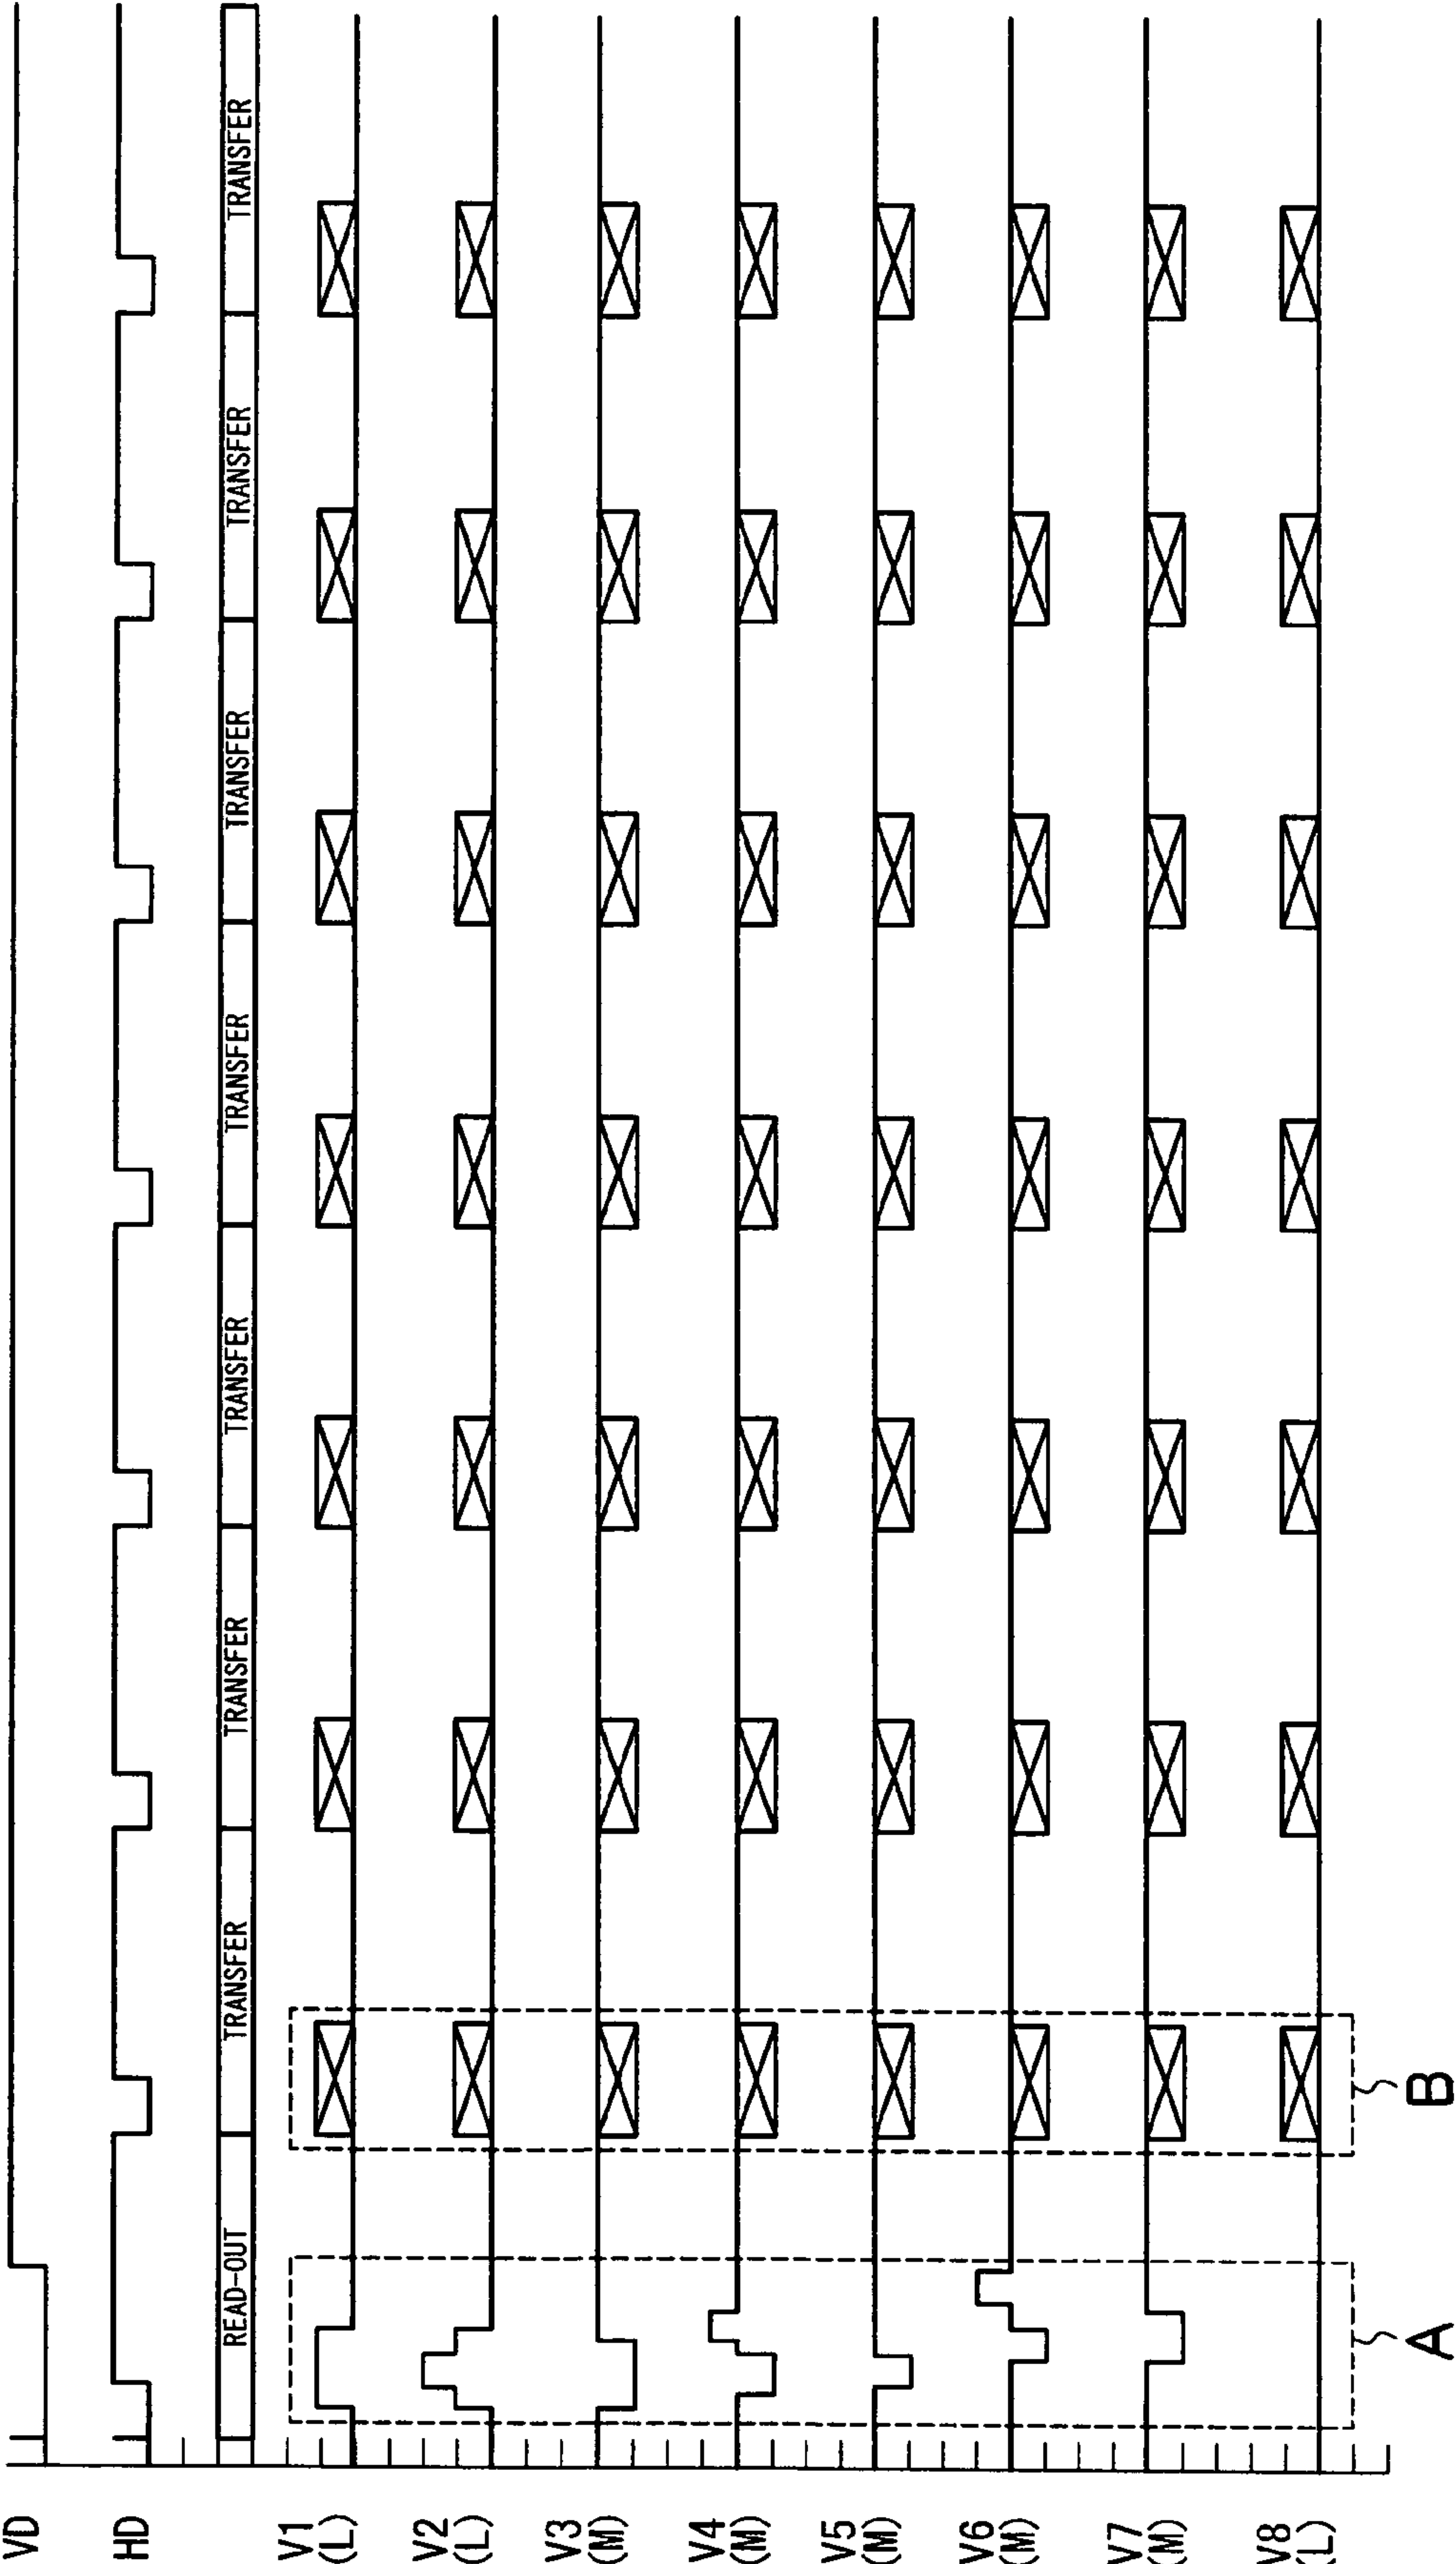 VD
HD
READ-OUT TRANSFER TRANSFER TRANSFER TRANSFER TRANSFER TRANSFER TRANSFER
V1
(L)
V2
(L)
V3
(M)
V4
(M)
V5
(M)
V6
(M)
V7
(M)
V8
(L)
A
B